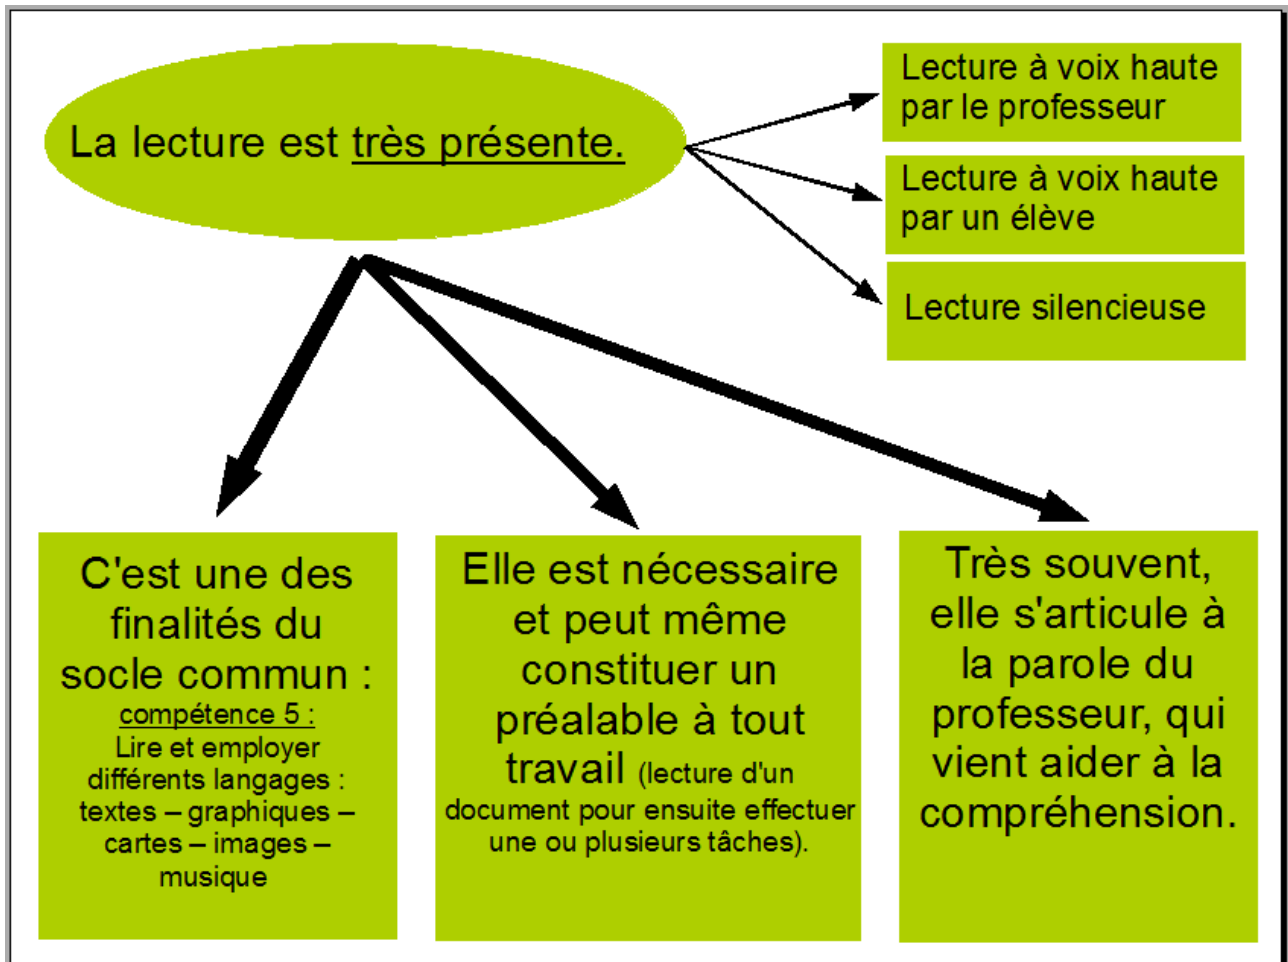 La lecture est très présente.
Lecture à voix haute
par le professeur
Lecture à voix haute
par un élève
Lecture silencieuse
C'est une des
finalités du
socle commun :
compétence 5 :
Lire et employer
différents langages :
textes – graphiques –
cartes – images –
musique
Elle est nécessaire
et peut même
constituer un
préalable à tout
travail (lecture d'un
document pour ensuite effectuer
une ou plusieurs tâches).
Très souvent,
elle s'articule à
la parole du
professeur, qui
vient aider à la
compréhension.